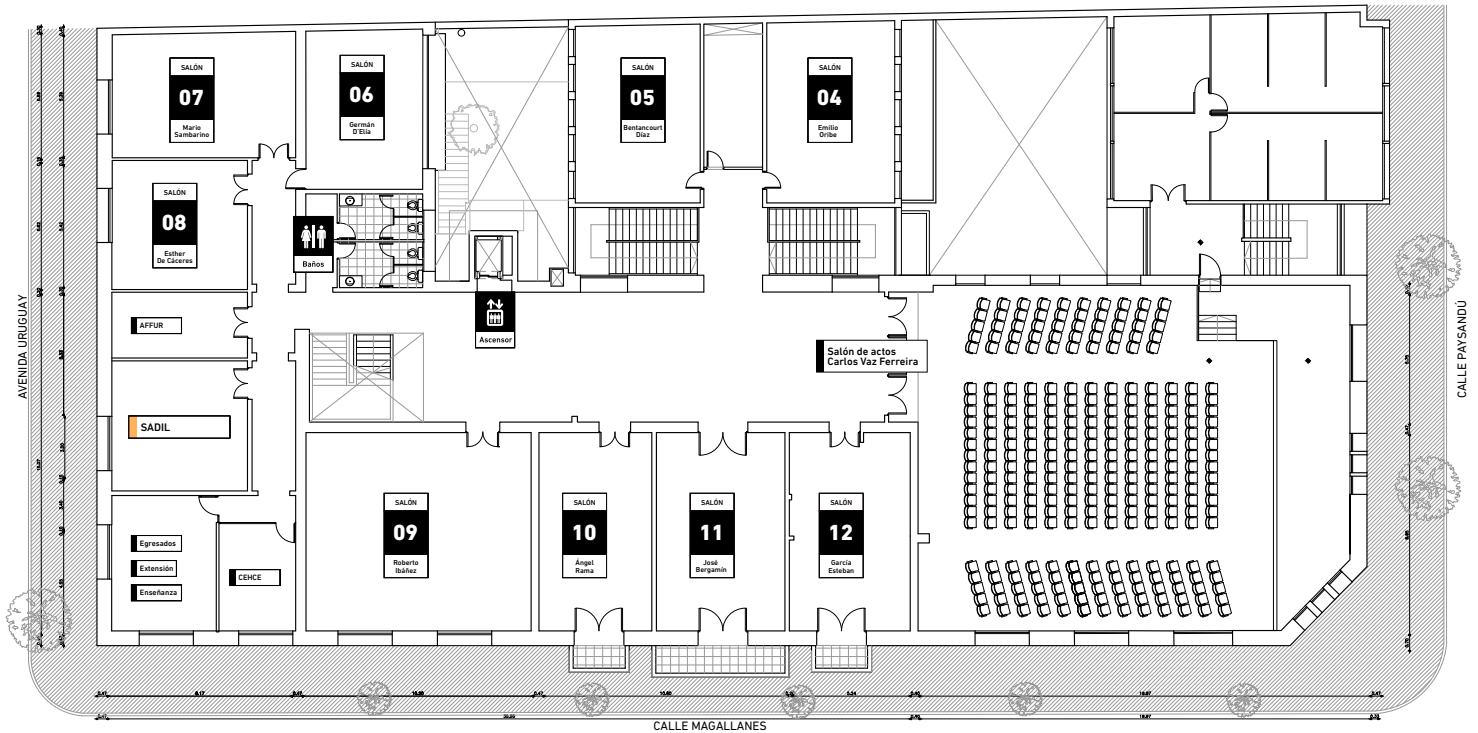 SALÓN
07
Mario
Sambarino
SALÓN
06
Germán
D'Elía
SALÓN
05
Bentancourt
Díaz
SALÓN
04
Emilio
Oribe
SALÓN
08
Esther
De Cáceres
Baños
AFFUR
Ascensor
Salón de actos
Carlos Vaz Ferreira
SADIL
SALÓN
09
Roberto
Ibáñez
SALÓN
10
Ángel
Rama
SALÓN
11
José
Bergamín
SALÓN
12
García
Esteban
Egresados
Extensión
Enseñanza
CEHCE
AVENIDA URUGUAY
CALLE PAYSANDÚ
CALLE MAGALLANES